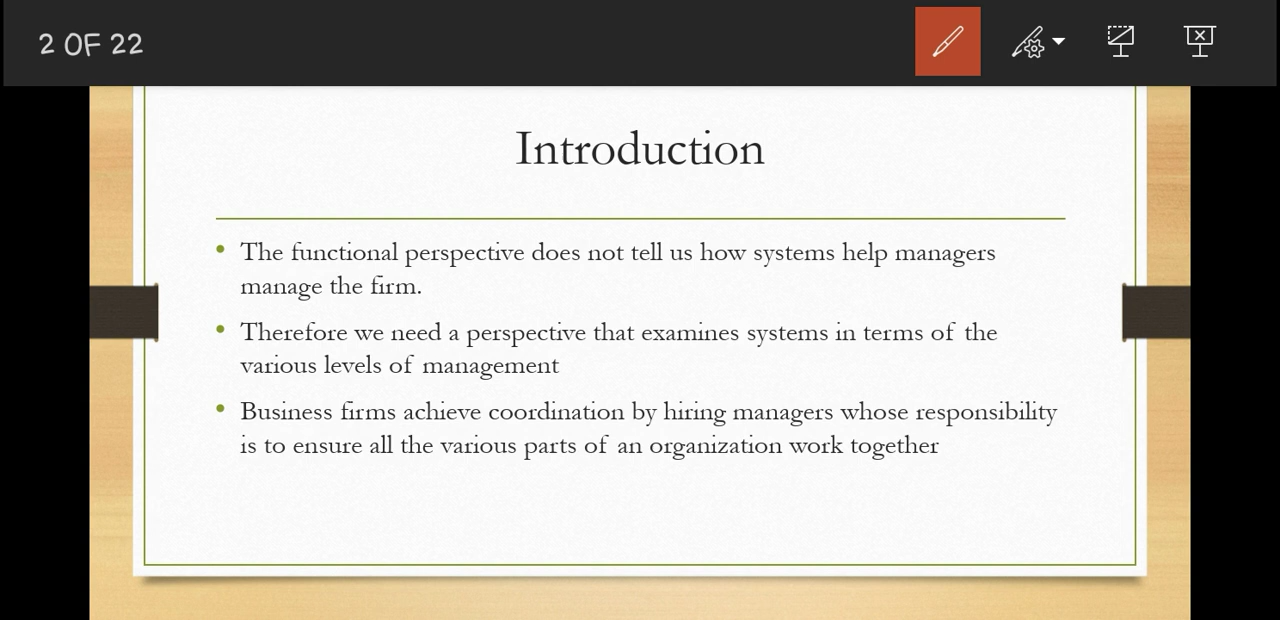 2 OF 22
Introduction
• The functional perspective does not tell us how systems help managers
manage the firm.
• Therefore we need a perspective that examines systems in terms of the
various levels of management
• Business firms achieve coordination by hiring managers whose responsibility
is to ensure all the various parts of an organization work together